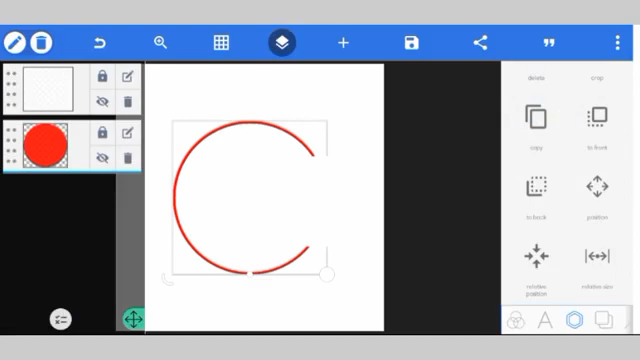 delete
crop
copy
to front
to back
position
relative
position
relative size